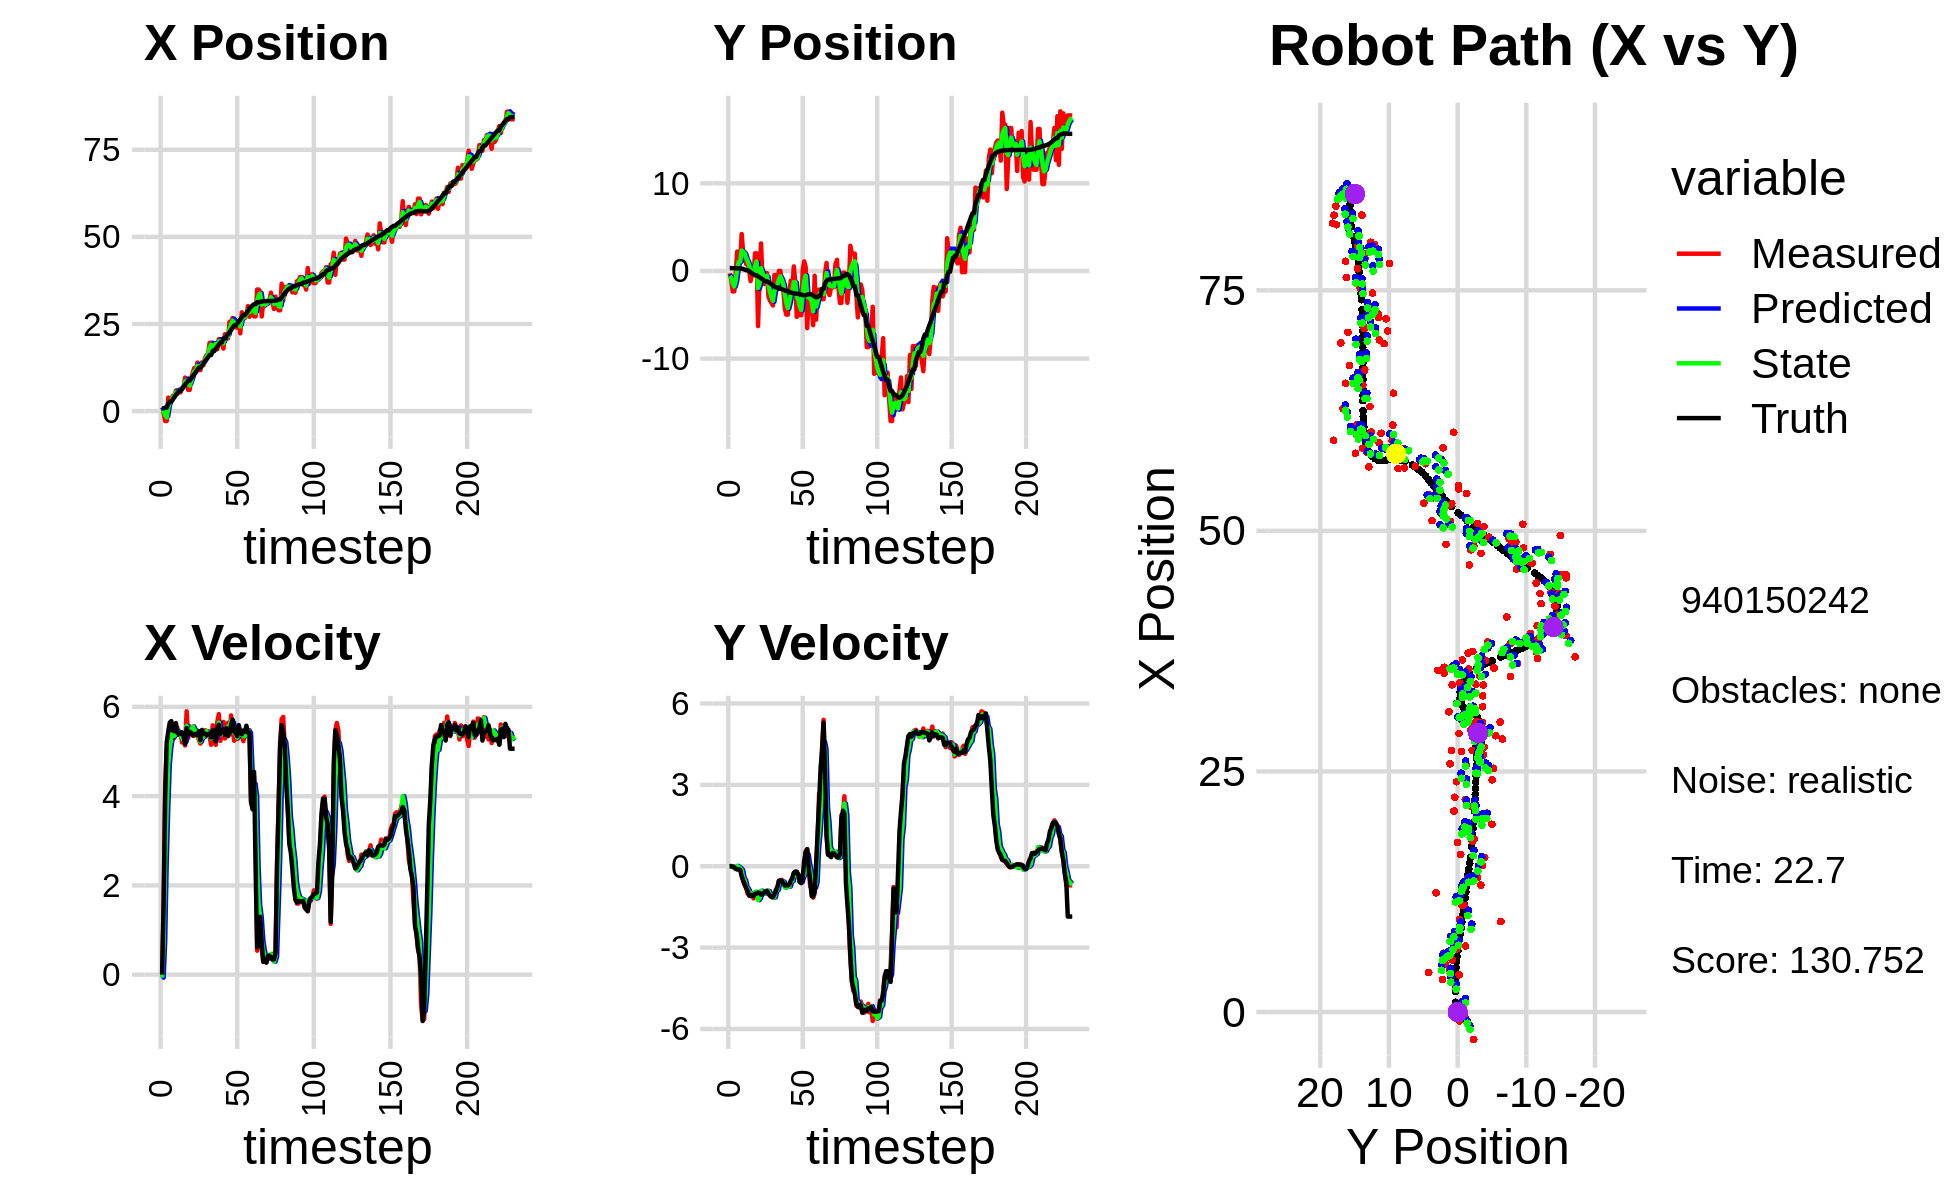 X Position
75
50
25
0
0
50
100
150
200
timestep
Y Position
10
0
-10
0
50
100
150
200
timestep
X Velocity
6
4
2
0
0
50
100
150
200
timestep
Y Velocity
6
3
0
-3
-6
0
50
100
150
200
timestep
Robot Path (X vs Y)
X Position
75
50
25
0
20 10 0 -10 -20
Y Position
variable
Measured
Predicted
State
Truth
940150242
Obstacles: none
Noise: realistic
Time: 22.7
Score: 130.752